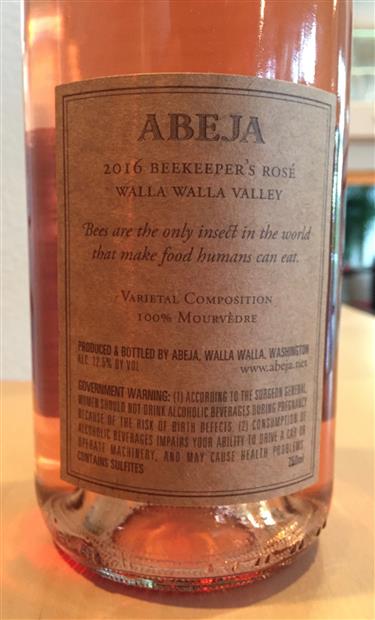 ABEJA
2016 BEEKEEPER'S ROSÉ
WALLA WALLA VALLEY
Bees are the only insect in the world
that make food humans can eat.
VARIETAL COMPOSITION
100% MOURVÈDRE
PRODUCED & BOTTLED BY ABEJA, WALLA WALLA, WASHINGTON
ALC. 12.5% BY VOL www.abeja.net
GOVERNMENT WARNING: (1) ACCORDING TO THE SURGEON GENERAL,
WOMEN SHOULD NOT DRINK ALCOHOLIC BEVERAGES DURING PREGNANCY
BECAUSE OF THE RISK OF BIRTH DEFECTS. (2) CONSUMPTION OF
ALCOHOLIC BEVERAGES IMPAIRS YOUR ABILITY TO DRIVE A CAR OR
OPERATE MACHINERY, AND MAY CAUSE HEALTH PROBLEMS.
CONTAINS SULFITES 750ml